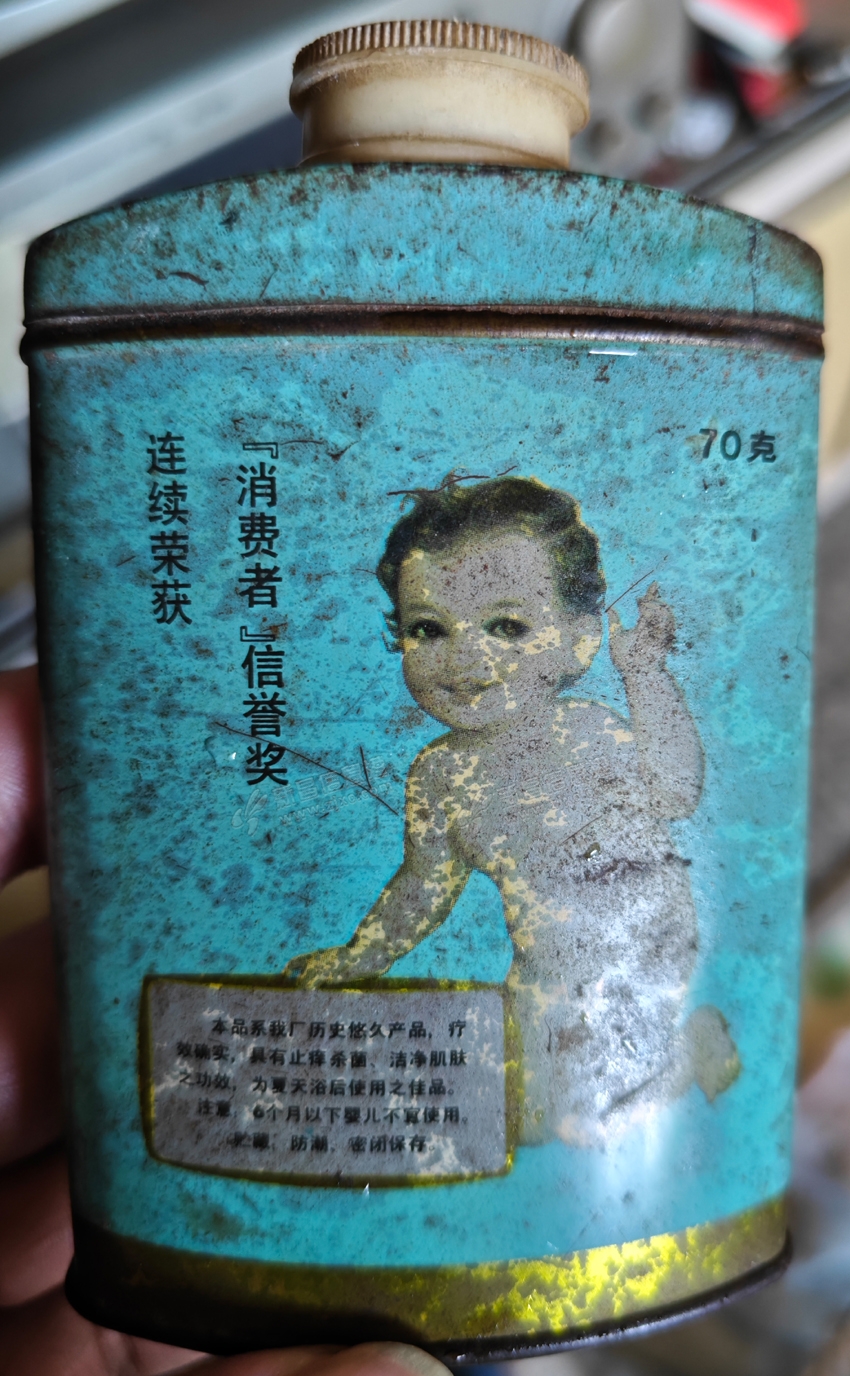 70克
连续荣获
『消费者』信誉奖
本品系我厂历史悠久产品，疗
效确实，具有止痒杀菌、洁净肌肤
之功效，为夏天浴后使用之佳品。
注意：6个月以下婴儿不宜使用。
贮藏：防潮、密闭保存。